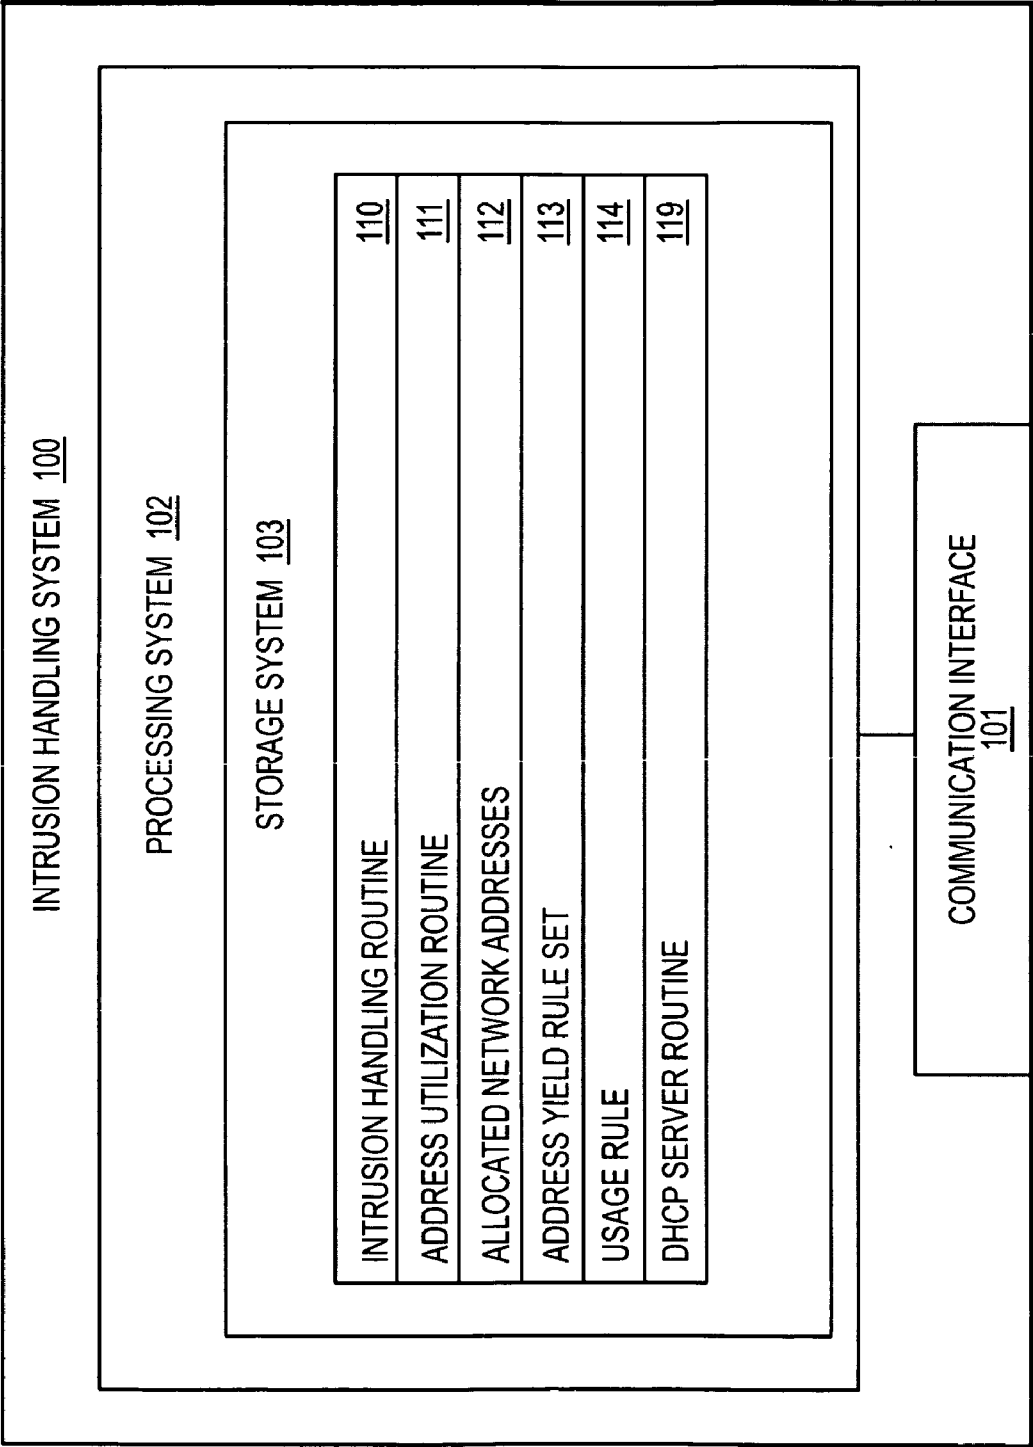 INTRUSION HANDLING SYSTEM 100
PROCESSING SYSTEM 102
STORAGE SYSTEM 103
INTRUSION HANDLING ROUTINE 110
ADDRESS UTILIZATION ROUTINE 111
ALLOCATED NETWORK ADDRESSES 112
ADDRESS YIELD RULE SET 113
USAGE RULE 114
DHCP SERVER ROUTINE 119
COMMUNICATION INTERFACE
101